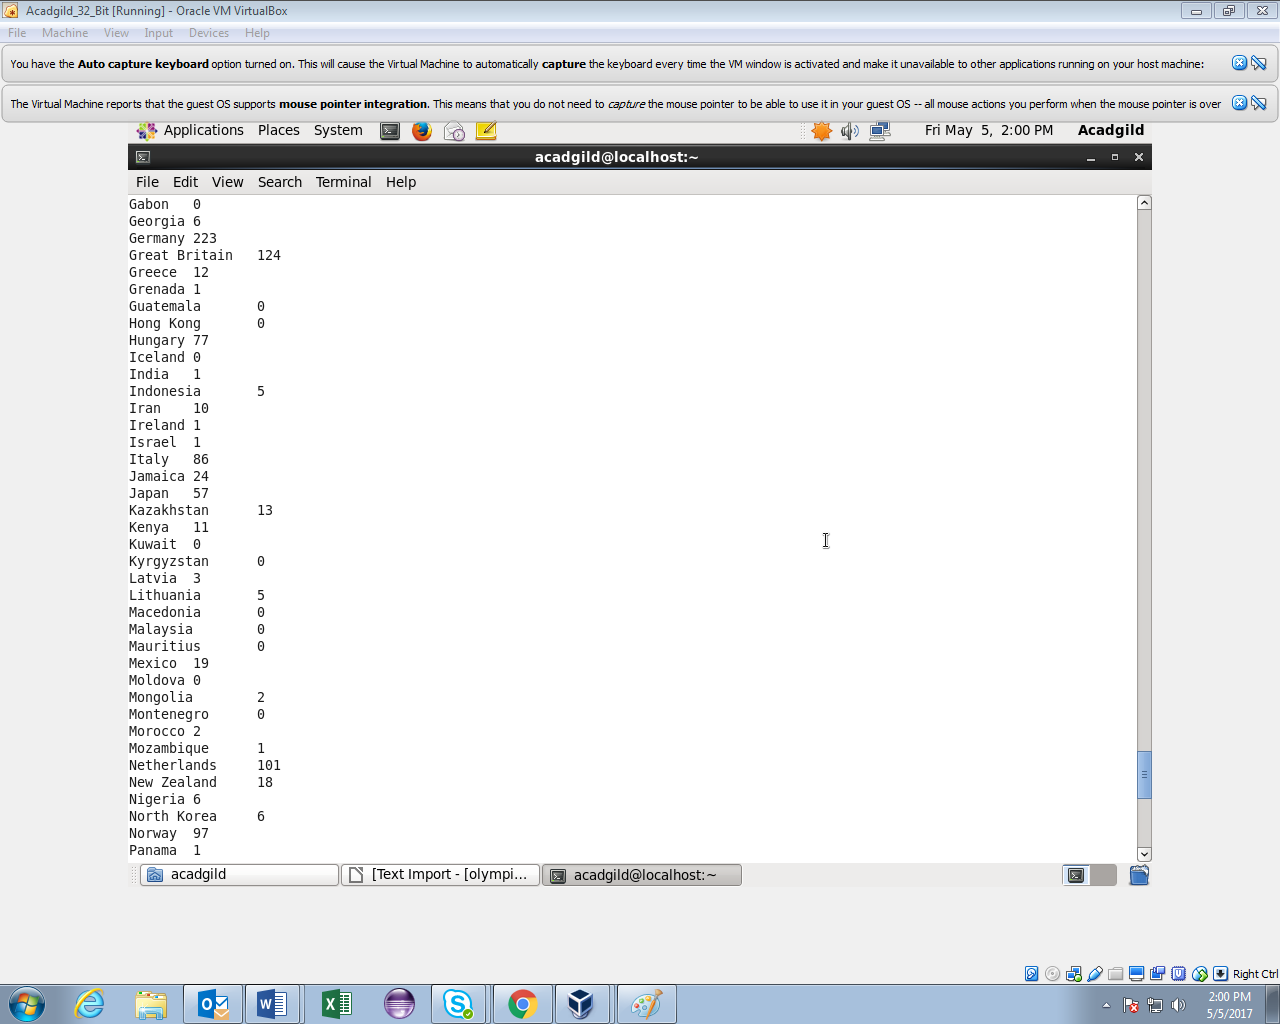 Acadgild_32_Bit [Running] - Oracle VM VirtualBox
File Machine View Input Devices Help
You have the Auto capture keyboard option turned on. This will cause the Virtual Machine to automatically capture the keyboard every time the VM window is activated and make it unavailable to other applications running on your host machine:
The Virtual Machine reports that the guest OS supports mouse pointer integration. This means that you do not need to capture the mouse pointer to be able to use it in your guest OS -- all mouse actions you perform when the mouse pointer is over
Applications Places System Fri May 5, 2:00 PM Acadgild
acadgild@localhost:~
File Edit View Search Terminal Help
Gabon 0
Georgia 6
Germany 223
Great Britain 124
Greece 12
Grenada 1
Guatemala 0
Hong Kong 0
Hungary 77
Iceland 0
India 1
Indonesia 5
Iran 10
Ireland 1
Israel 1
Italy 86
Jamaica 24
Japan 57
Kazakhstan 13
Kenya 11
Kuwait 0
Kyrgyzstan 0
Latvia 3
Lithuania 5
Macedonia 0
Malaysia 0
Mauritius 0
Mexico 19
Moldova 0
Mongolia 2
Montenegro 0
Morocco 2
Mozambique 1
Netherlands 101
New Zealand 18
Nigeria 6
North Korea 6
Norway 97
Panama 1
acadgild [Text Import - [olympi... acadgild@localhost:~
Right Ctrl
2:00 PM
5/5/2017